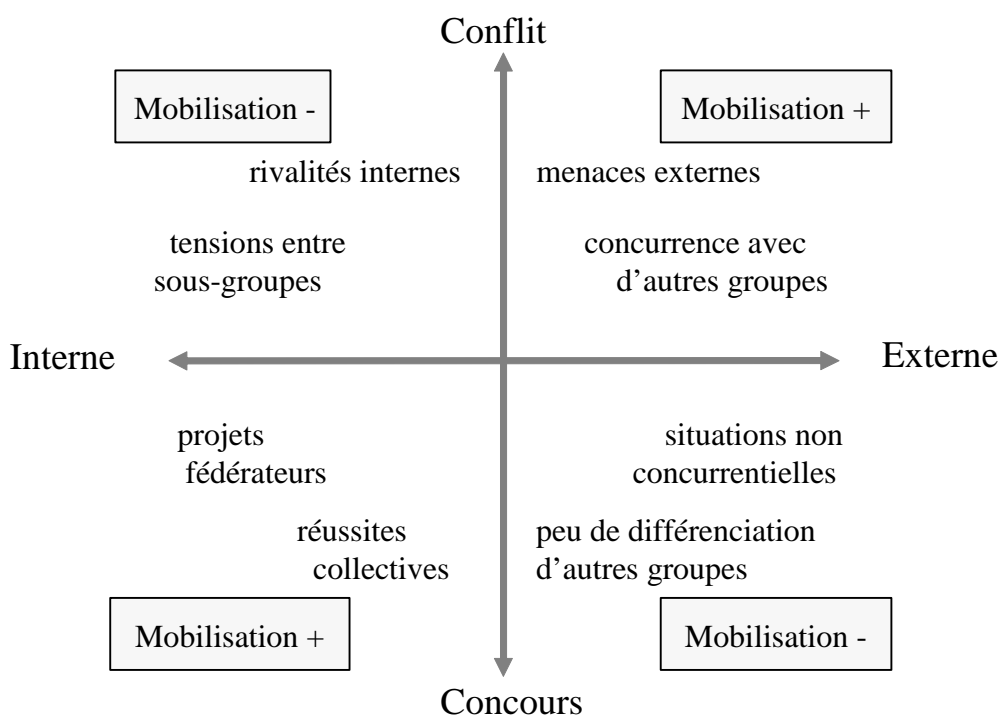 Conflit
Mobilisation -
Mobilisation +
rivalités internes
menaces externes
tensions entre
sous-groupes
concurrence avec
d’autres groupes
Interne
Externe
projets
fédérateurs
situations non
concurrentielles
réussites
collectives
peu de différenciation
d’autres groupes
Mobilisation +
Mobilisation -
Concours